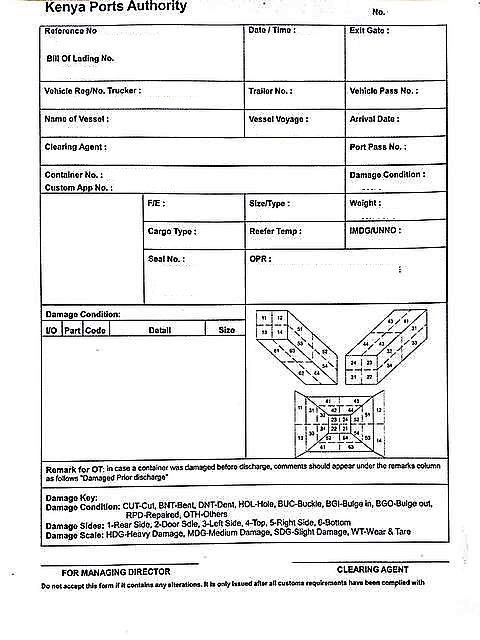 Kenya Ports Authority
No.
Reference No
Date / Time :
Exit Gate :
Bill Of Lading No.
Vehicle Reg/No. Trucker :
Trailor No. :
Vehicle Pass No. :
Name of Vessel :
Vessel Voyage :
Arrival Date :
Clearing Agent :
Port Pass No. :
Container No. :
Damage Condition :
Custom App No. :
F/E :
Size/Type :
Weight :
Cargo Type :
Reefer Temp :
IMDG/UNNO :
Seal No. :
OPR :
Damage Condition:
I/O Part Code Detail Size
Remark for OT: in case a container was damaged before discharge, comments should appear under the remarks column
as follows "Damaged Prior discharge"
Damage Key:
Damage Condition: CUT-Cut, BNT-Bent, DNT-Dent, HOL-Hole, BUC-Buckle, BGI-Bulge in, BGO-Bulge out,
RPD-Repaired, OTH-Others
Damage Sides: 1-Rear Side, 2-Door Side, 3-Left Side, 4-Top, 5-Right Side, 6-Bottom
Damage Scale: HDG-Heavy Damage, MDG-Medium Damage, SDG-Slight Damage, WT-Wear & Tare
FOR MANAGING DIRECTOR
CLEARING AGENT
Do not accept this form if it contains any alterations. It is only issued after all customs requirements have been complied with